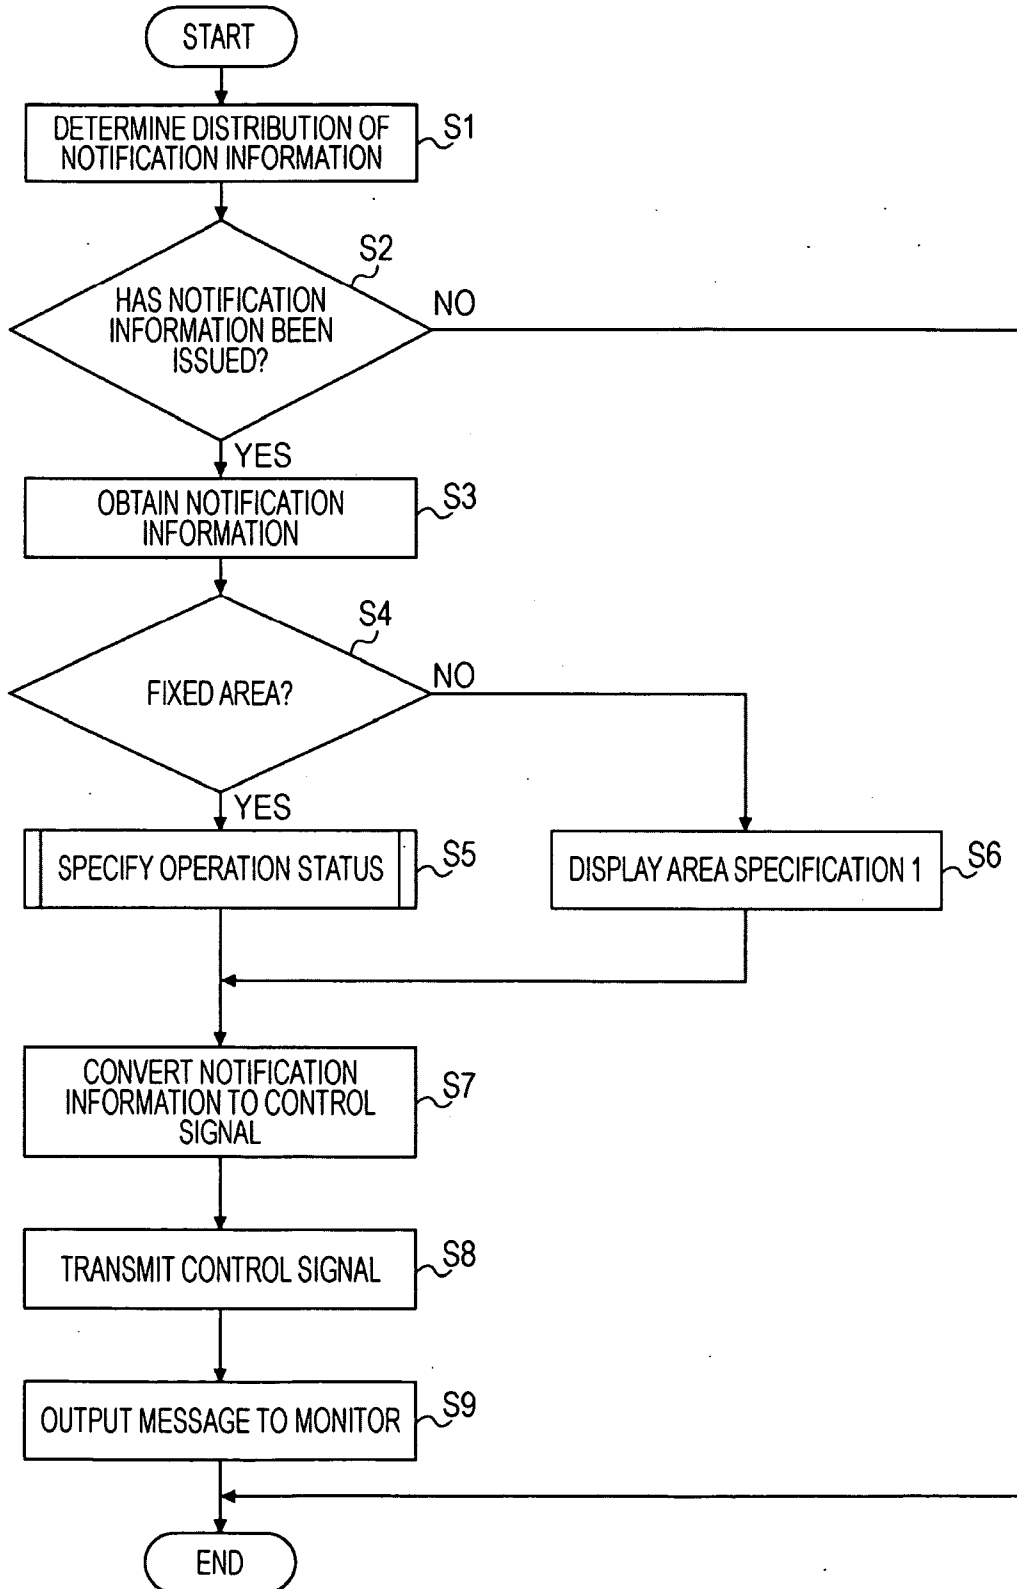 START
DETERMINE DISTRIBUTION OF
NOTIFICATION INFORMATION
S1
S2
HAS NOTIFICATION
INFORMATION BEEN
ISSUED?
NO
YES
OBTAIN NOTIFICATION
INFORMATION
S3
S4
FIXED AREA?
NO
YES
SPECIFY OPERATION STATUS
S5
DISPLAY AREA SPECIFICATION 1
S6
CONVERT NOTIFICATION
INFORMATION TO CONTROL
SIGNAL
S7
TRANSMIT CONTROL SIGNAL
S8
OUTPUT MESSAGE TO MONITOR
S9
END